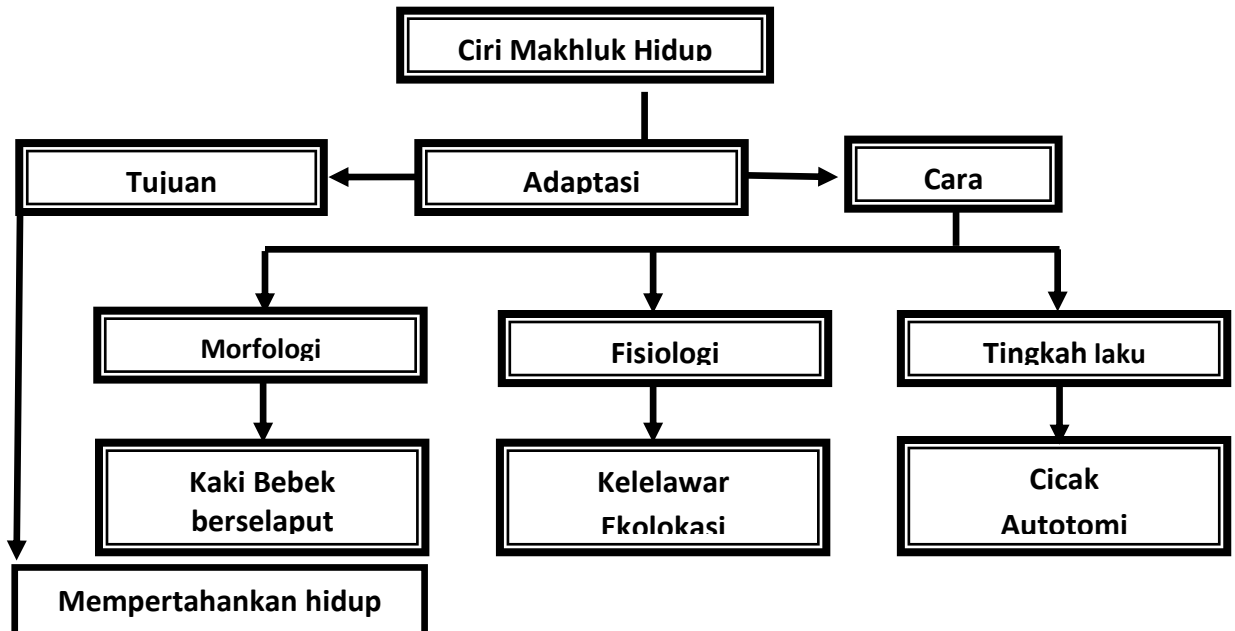 Ciri Makhluk Hidup
Tujuan
Adaptasi
Cara
Morfologi
Fisiologi
Tingkah laku
Kaki Bebek
berselaput
Kelelawar
Ekolokasi
Cicak
Autotomi
Mempertahankan hidup